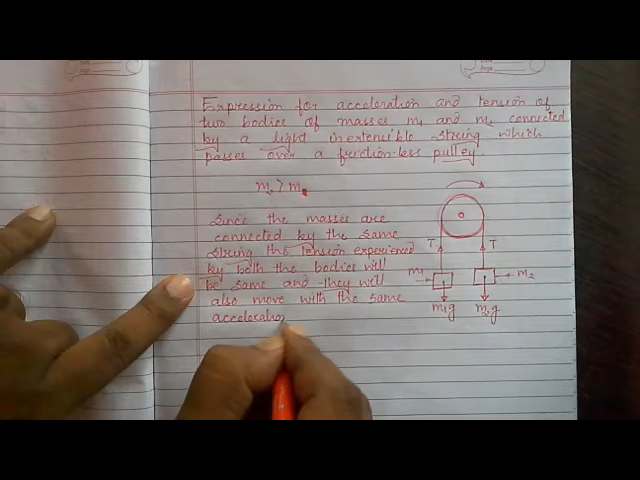 Expression for acceleration and tension of
two bodies of masses m1 and m2 connected
by a light inextensible string which
passes over a friction-less pulley.
m2 > m
Since the masses are
connected by the same
string the tension experienced
by both the bodies will
be same and they will
also move with the same
acceleration
T T
m1 m2
m1g m2g